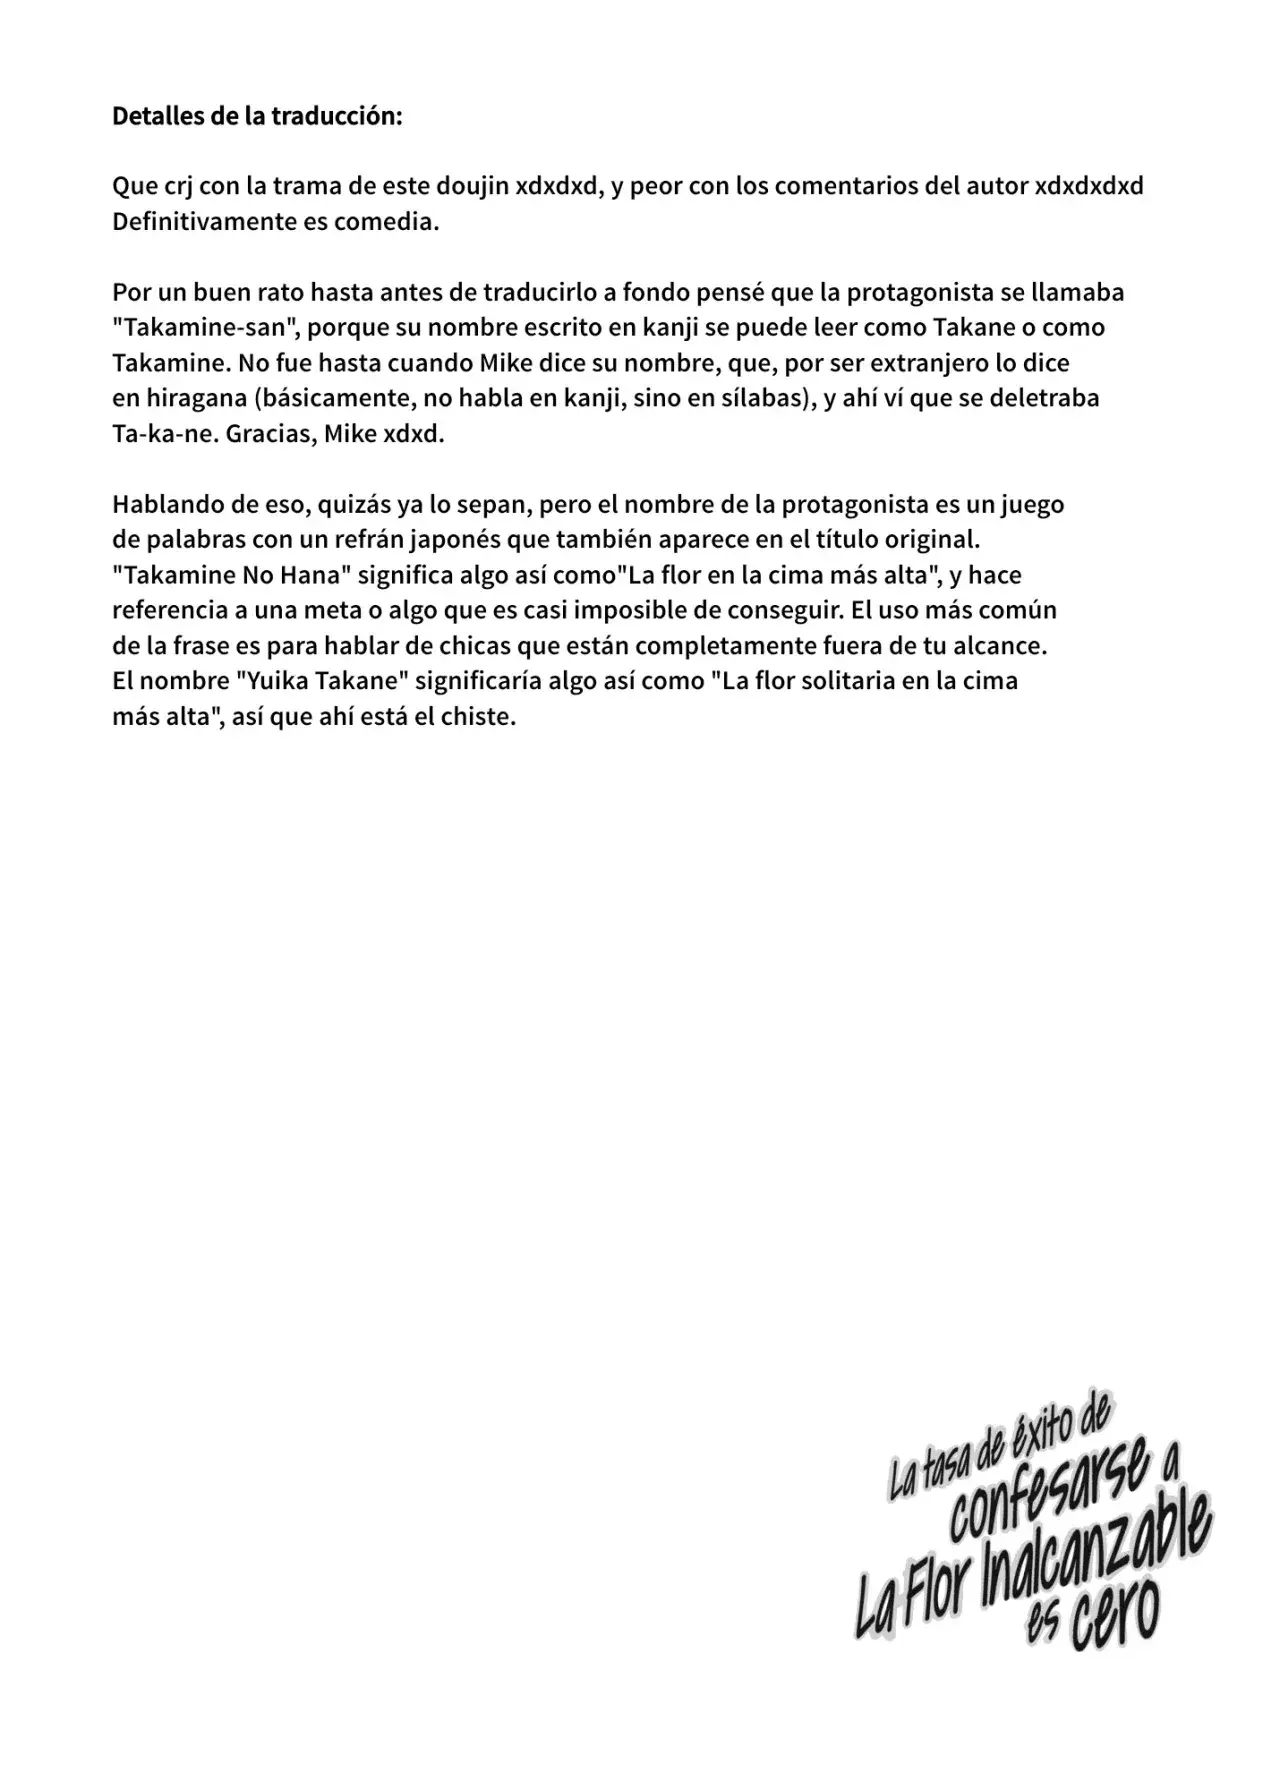 Detalles de la traducción:
Que crj con la trama de este doujin xdxdxd, y peor con los comentarios del autor xdxdxdxd
Definitivamente es comedia.
Por un buen rato hasta antes de traducirlo a fondo pensé que la protagonista se llamaba
"Takamine-san", porque su nombre escrito en kanji se puede leer como Takane o como
Takamine. No fue hasta cuando Mike dice su nombre, que, por ser extranjero lo dice
en hiragana (básicamente, no habla en kanji, sino en sílabas), y ahí ví que se deletraba
Ta-ka-ne. Gracias, Mike xdxd.
Hablando de eso, quizás ya lo sepan, pero el nombre de la protagonista es un juego
de palabras con un refrán japonés que también aparece en el título original.
"Takamine No Hana" significa algo así como"La flor en la cima más alta", y hace
referencia a una meta o algo que es casi imposible de conseguir. El uso más común
de la frase es para hablar de chicas que están completamente fuera de tu alcance.
El nombre "Yuika Takane" significaría algo así como "La flor solitaria en la cima
más alta", así que ahí está el chiste.
La tasa de éxito de
confesarse a
La Flor Inalcanzable
es cero